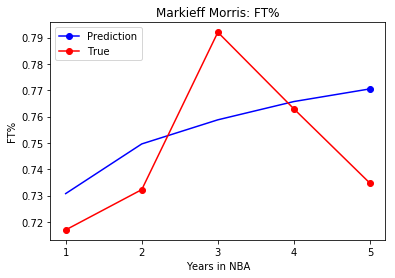 Markieff Morris: FT%
Prediction
True
FT%
0.79
0.78
0.77
0.76
0.75
0.74
0.73
0.72
1
2
3
4
5
Years in NBA